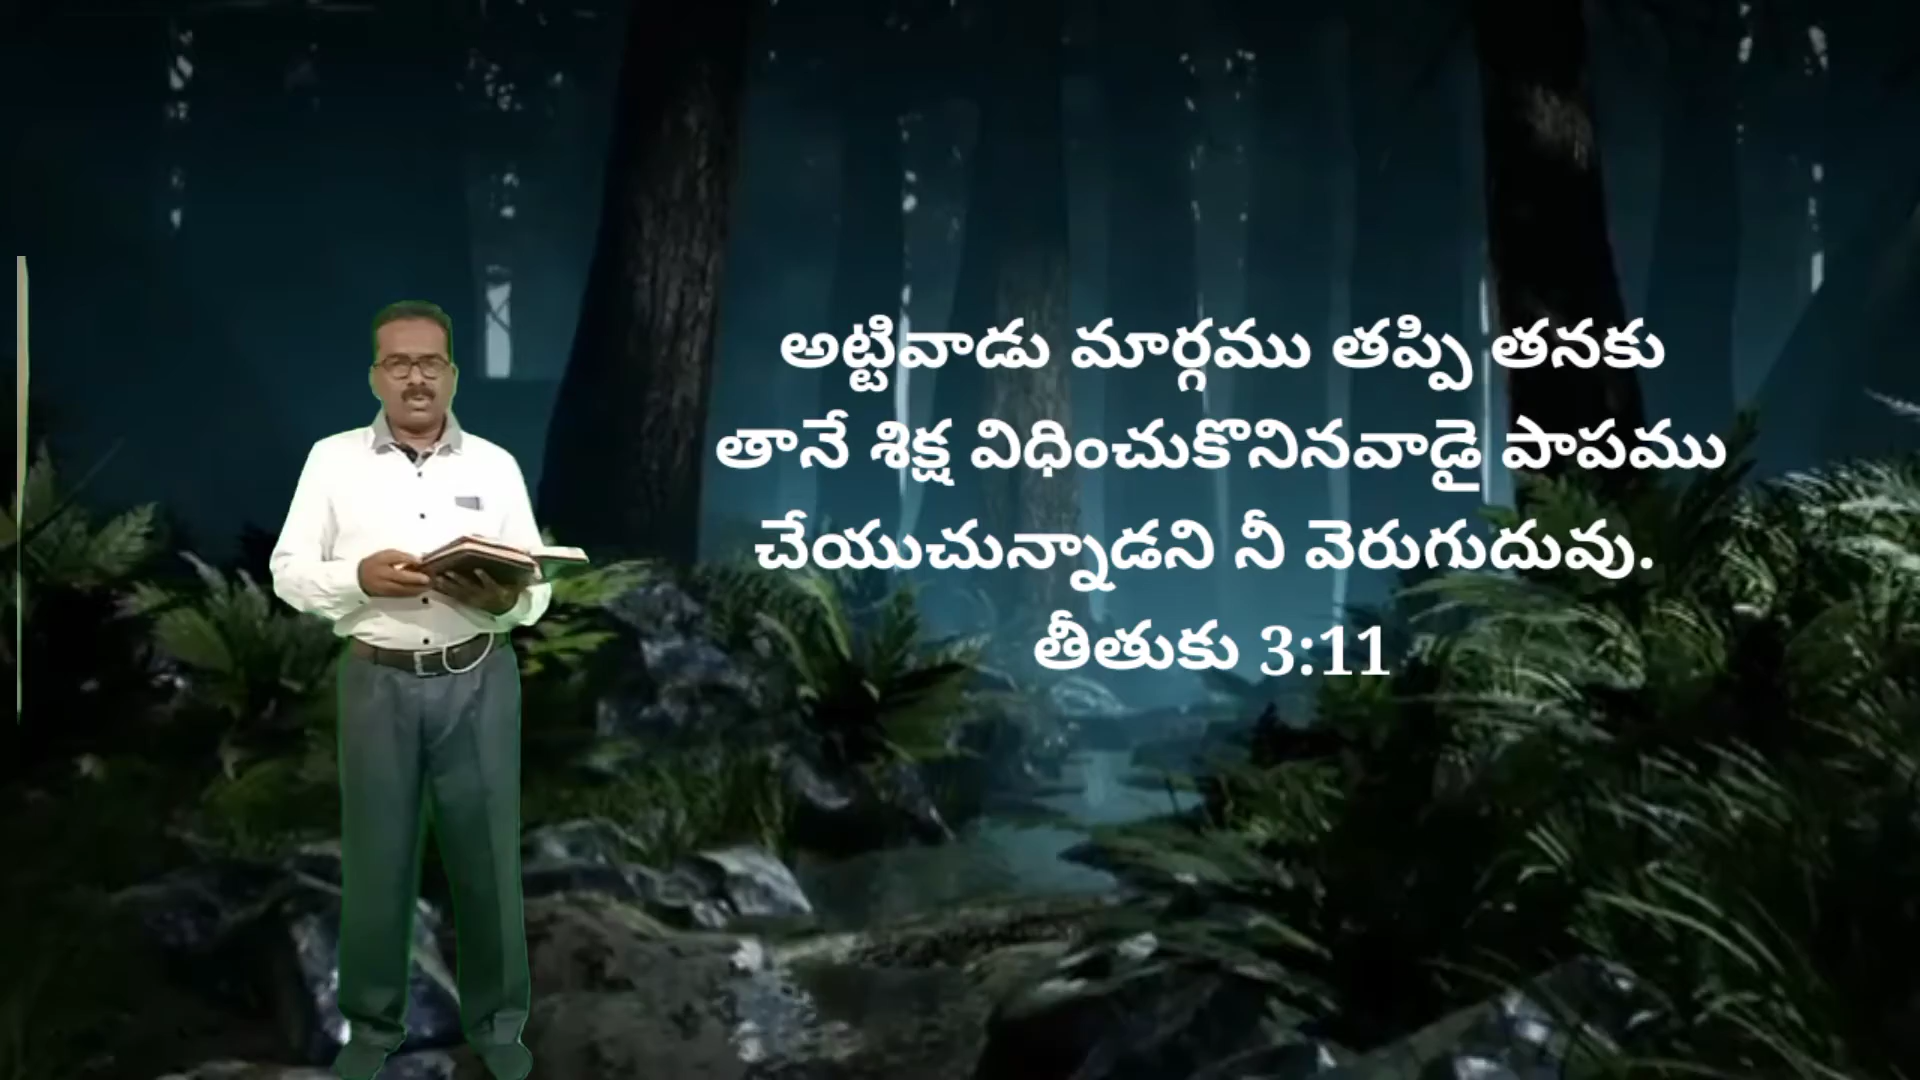 అట్టివాడు మార్గము తప్పి తనకు
తానే శిక్ష విధించుకొనినవాడై పాపము
చేయుచున్నాడని నీ వెరుగుదువు.
తీతుకు 3:11